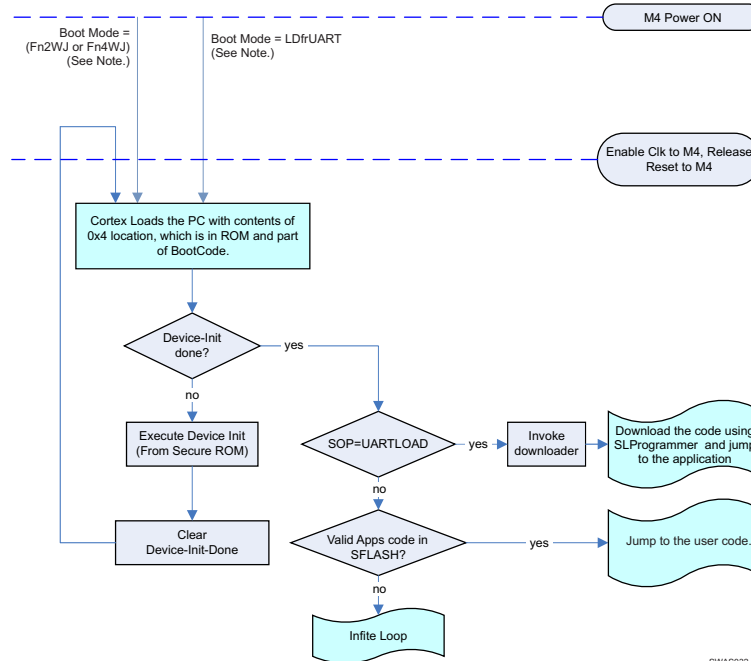 M4 Power ON
Boot Mode =
(Fn2WJ or Fn4WJ)
(See Note.)
Boot Mode = LDfrUART
(See Note.)
Enable Clk to M4, Release
Reset to M4
Cortex Loads the PC with contents of
0x4 location, which is in ROM and part
of BootCode.
Device-Init
done?
yes
no
Execute Device Init
(From Secure ROM)
Clear
Device-Init-Done
SOP=UARTLOAD
yes
Invoke
downloader
Download the code using
SLProgrammer and jump
to the application
no
Valid Apps code in
SFLASH?
yes
Jump to the user code.
no
Infite Loop